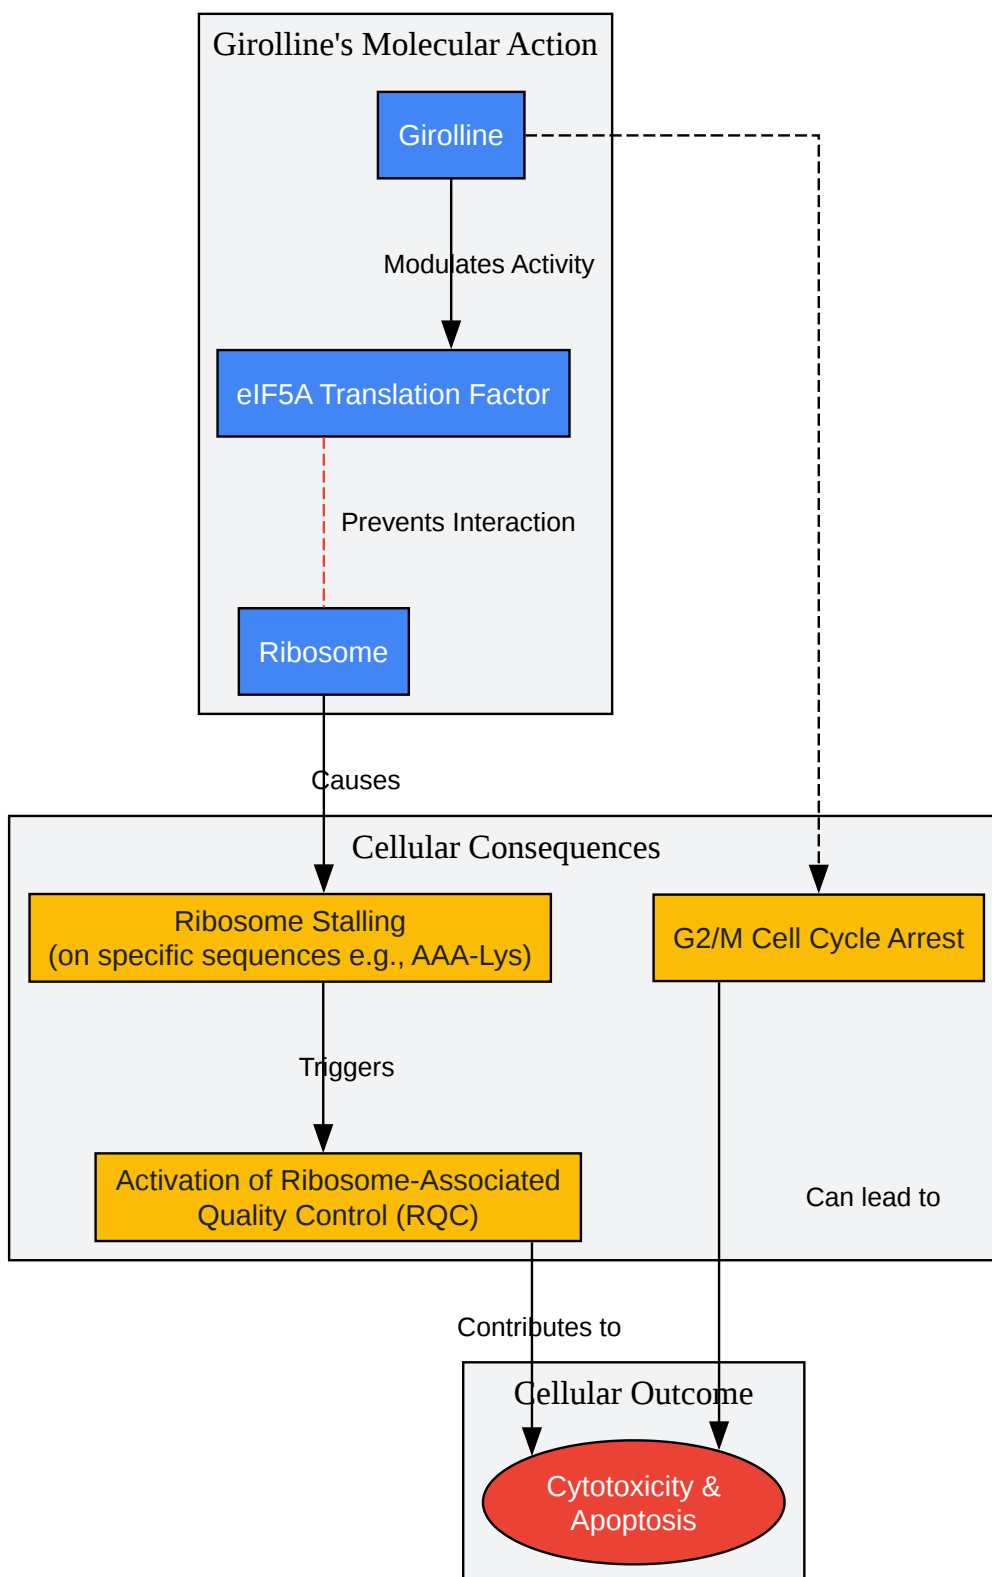 Girolline's Molecular Action
Girolline
Modulates Activity
eIF5A Translation Factor
Prevents Interaction
Ribosome
Causes
Cellular Consequences
Ribosome Stalling
(on specific sequences e.g., AAA-Lys)
G2/M Cell Cycle Arrest
Triggers
Activation of Ribosome-Associated
Quality Control (RQC)
Can lead to
Contributes to
Cellular Outcome
Cytotoxicity &
Apoptosis